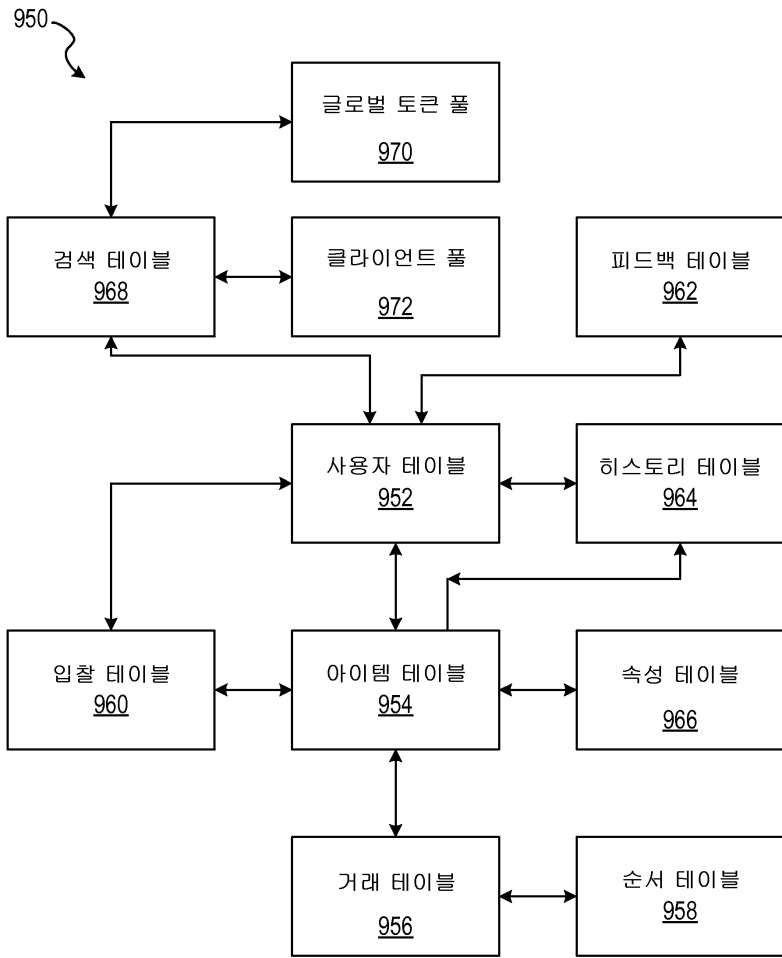 950
글로벌 토큰 풀
970
검색 테이블
968
클라이언트 풀
972
피드백 테이블
962
사용자 테이블
952
히스토리 테이블
964
입찰 테이블
960
아이템 테이블
954
속성 테이블
966
거래 테이블
956
순서 테이블
958